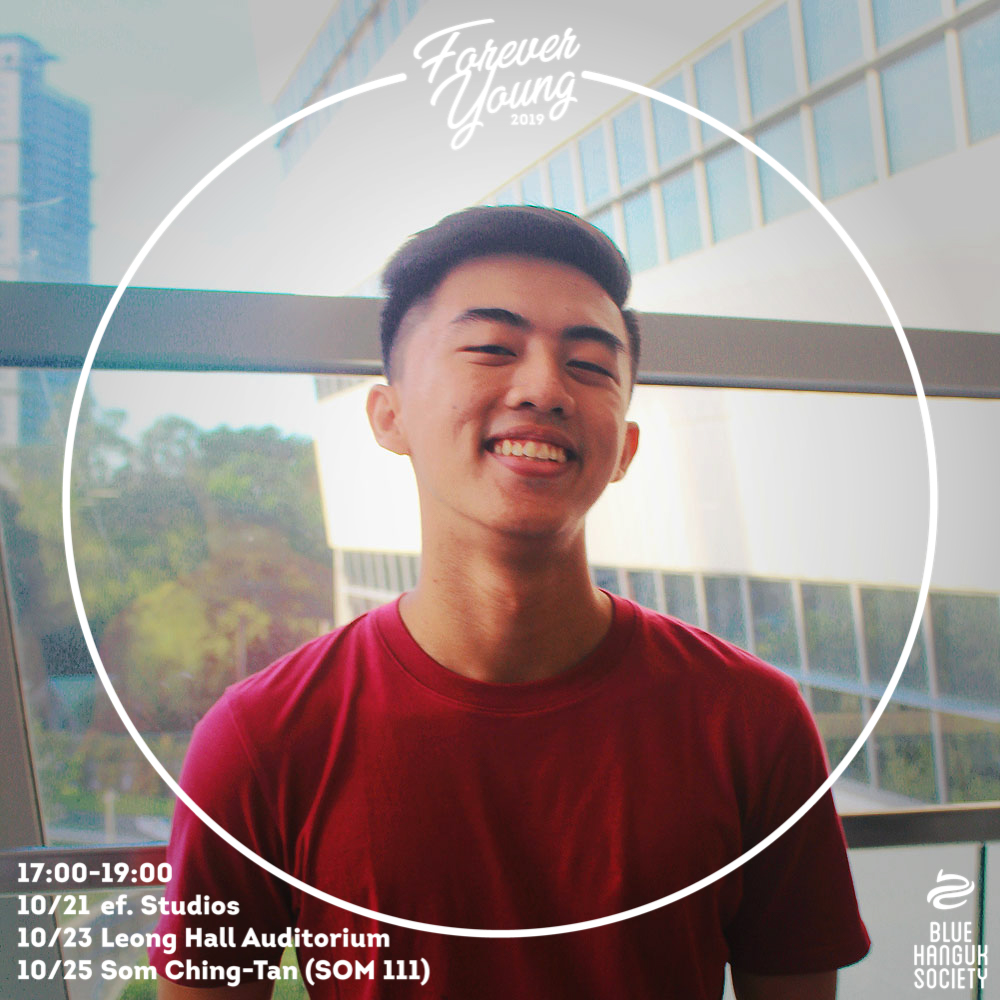 Forever
Young
2019
17:00-19:00
10/21 ef. Studios
10/23 Leong Hall Auditorium
10/25 Som Ching-Tan (SOM 111)
BLUE
HANGUK
SOCIETY